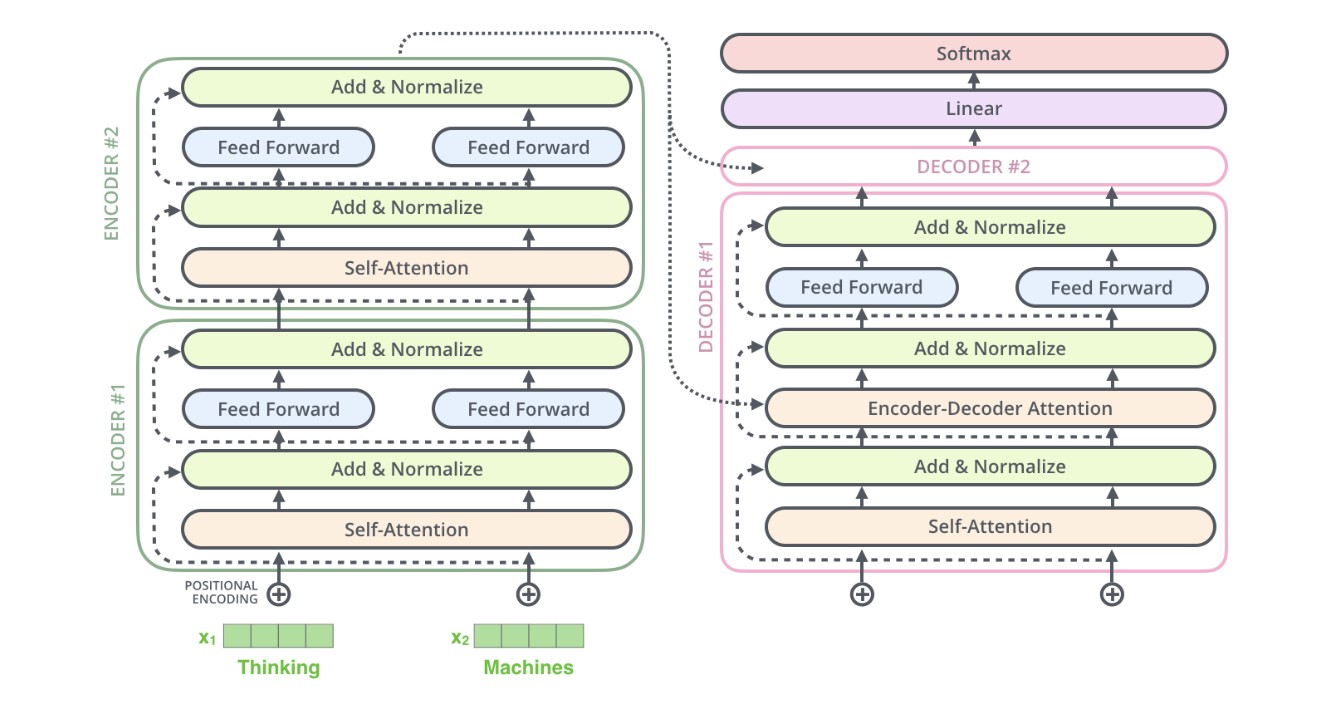 ENCODER #2
Add & Normalize
Feed Forward
Feed Forward
Add & Normalize
Self-Attention
ENCODER #1
Add & Normalize
Feed Forward
Feed Forward
Add & Normalize
Self-Attention
POSITIONAL
ENCODING
x₁
x₂
Thinking
Machines
Softmax
Linear
DECODER #2
DECODER #1
Add & Normalize
Feed Forward
Feed Forward
Add & Normalize
Encoder-Decoder Attention
Add & Normalize
Self-Attention